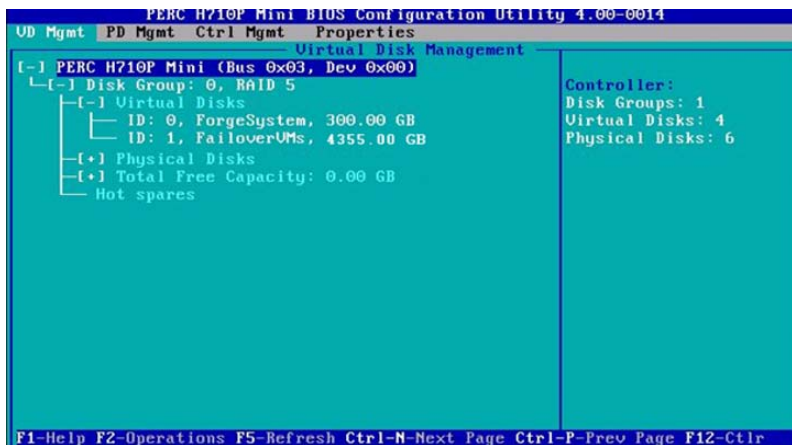 PERC H710P Mini BIOS Configuration Utility 4.00-0014
VD Mgmt PD Mgmt Ctrl Mgmt Properties
Virtual Disk Management
[-] PERC H710P Mini (Bus 0x03, Dev 0x00)
[-] Disk Group: 0, RAID 5
[-] Virtual Disks
ID: 0, ForgeSystem, 300.00 GB
ID: 1, FailoverVMs, 4355.00 GB
[+] Physical Disks
[+] Total Free Capacity: 0.00 GB
Hot spares
Controller:
Disk Groups: 1
Virtual Disks: 4
Physical Disks: 6
F1-Help F2-Operations F5-Refresh Ctrl-N-Next Page Ctrl-P-Prev Page F12-Ctlr